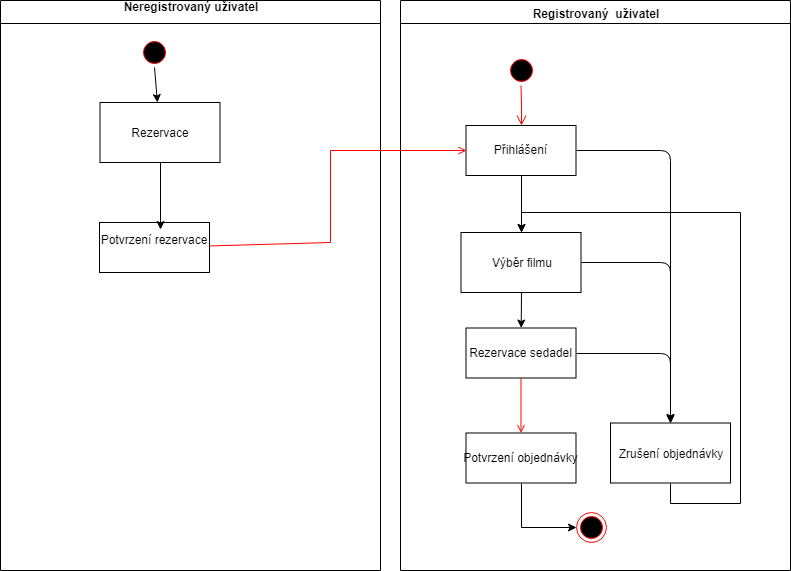 Neregistrovaný uživatel
Rezervace
Potvrzení rezervace
Registrovaný uživatel
Přihlášení
Výběr filmu
Rezervace sedadel
Potvrzení objednávky
Zrušení objednávky